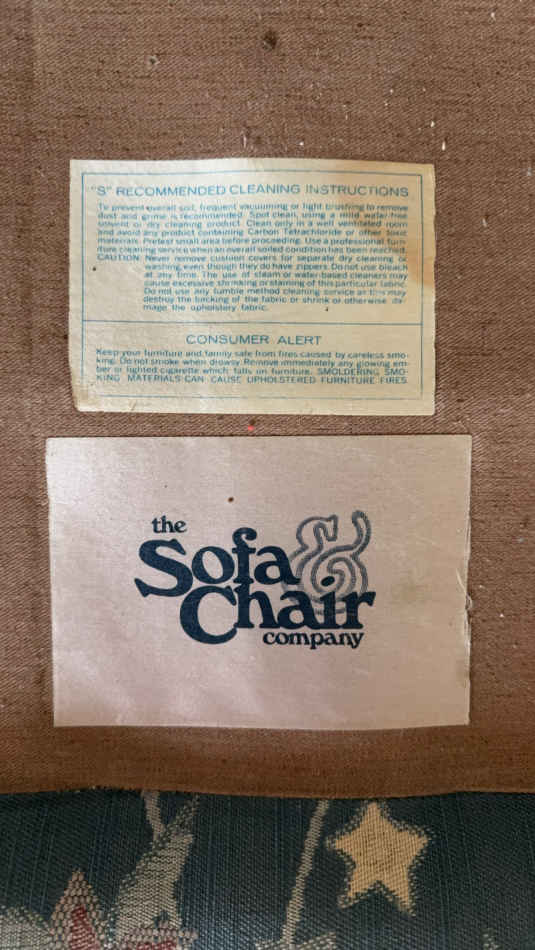 "S" RECOMMENDED CLEANING INSTRUCTIONS
To prevent overall soil, frequent vacuuming or light brushing to remove
dust and grime is recommended. Spot clean, using a mild water-free
solvent or dry cleaning product. Clean only in a well ventilated room
and avoid any product containing Carbon Tetrachloride or other toxic
materials. Pretest small area before proceeding. Use a professional furni-
ture cleaning service when an overall soiled condition has been reached.
CAUTION: Never remove cushion covers for separate dry cleaning or
washing, even though they do have zippers. Do not use bleach
at any time. The use of steam or water-based cleaners may
cause excessive shrinking or staining of this particular fabric.
Do not use any tumble method cleaning service as this may
destroy the backing of the fabric or shrink or otherwise da-
mage the upholstery fabric.
CONSUMER ALERT
Keep your furniture and family safe from fires caused by careless smo-
king. Do not smoke when drowsy. Remove immediately any glowing em-
ber or lighted cigarette which falls on furniture. SMOLDERING SMO-
KING MATERIALS CAN CAUSE UPHOLSTERED FURNITURE FIRES.
the
Sofa &
Chair
company